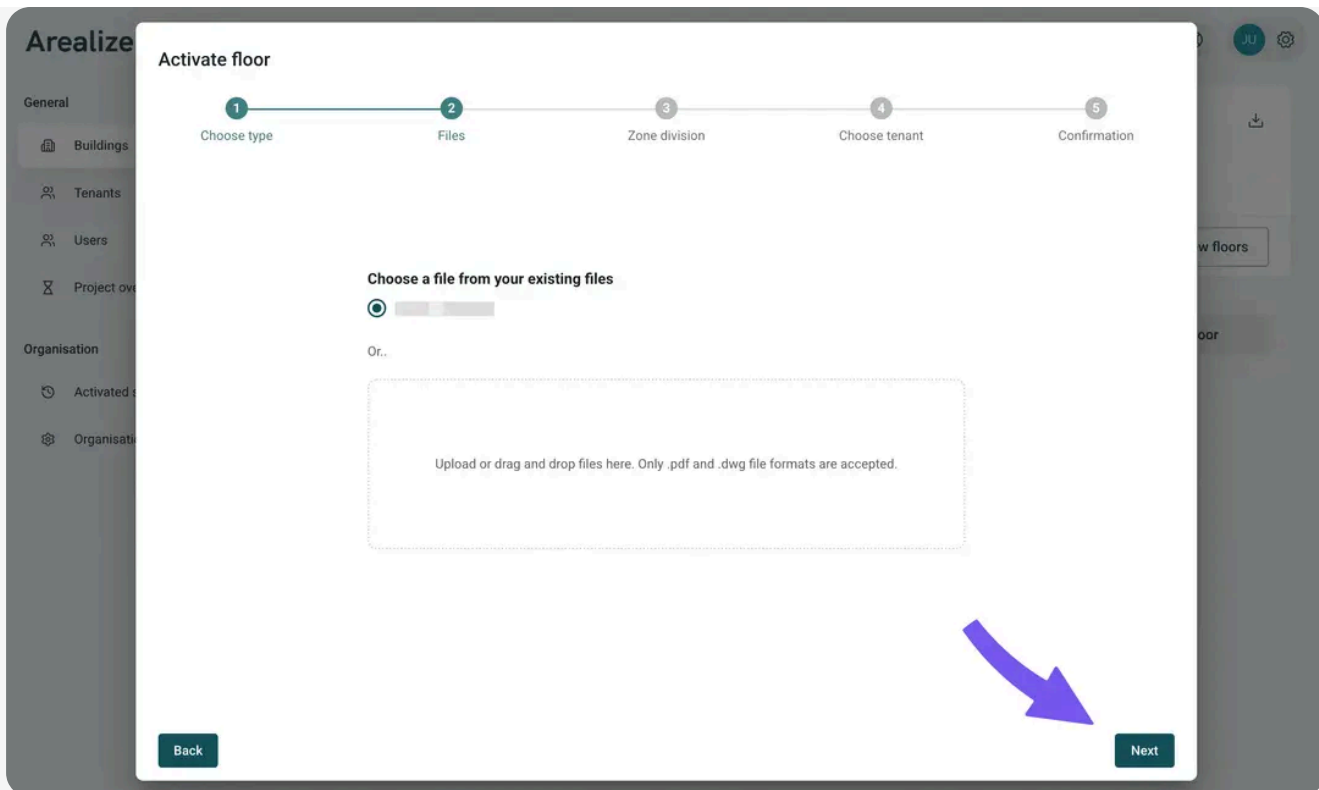 Arealize
JU
General
Buildings
Tenants
Users
Project ove
Organisation
Activated s
Organisati
w floors
oor
Activate floor
1
2
3
4
5
Choose type
Files
Zone division
Choose tenant
Confirmation
Choose a file from your existing files
Or..
Upload or drag and drop files here. Only .pdf and .dwg file formats are accepted.
Back
Next